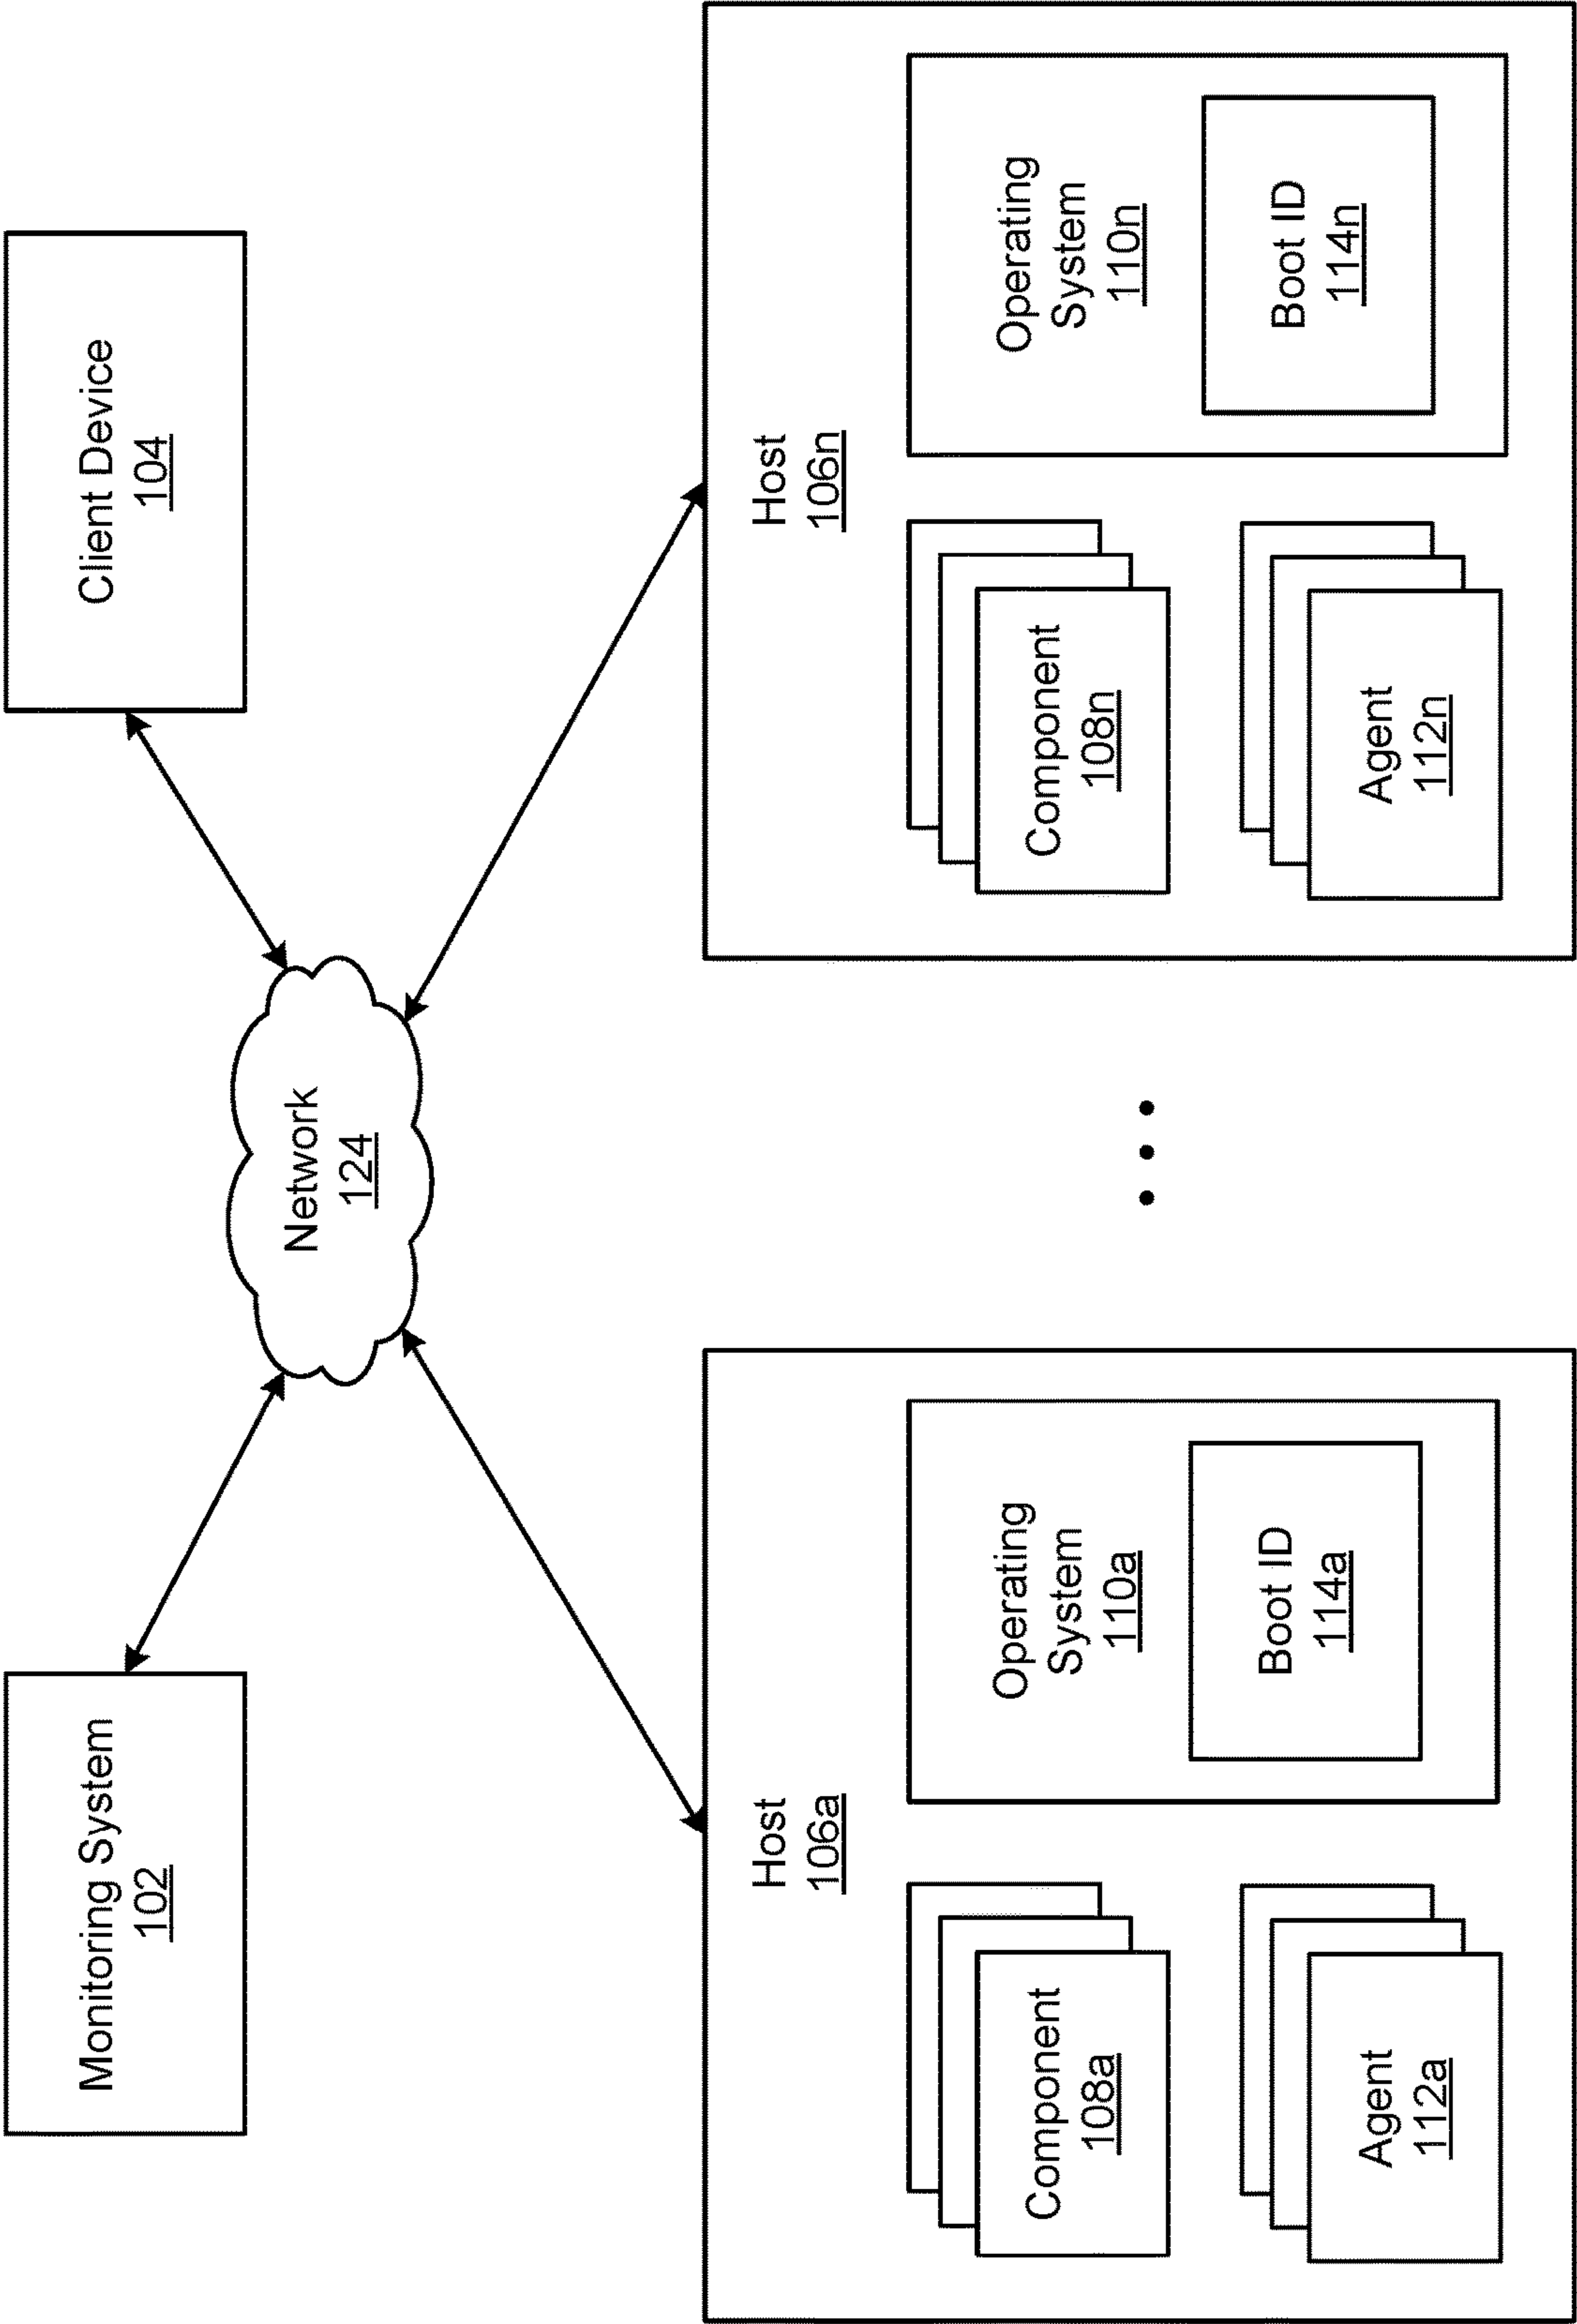 Monitoring System
102
Client Device
104
Network
124
Host
106a
Component
108a
Operating
System
110a
Agent
112a
Boot ID
114a
Host
106n
Component
108n
Operating
System
110n
Agent
112n
Boot ID
114n